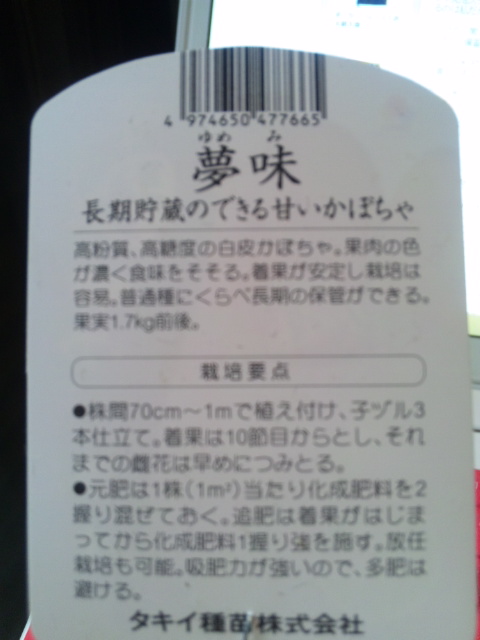 4 974650 477665
ゆめ み
夢味
長期貯蔵のできる甘いかぼちゃ
高粉質、高糖度の白皮かぼちゃ。果肉の色
が濃く食味をそそる。着果が安定し栽培は
容易。普通種にくらべ長期の保管ができる。
果実1.7kg前後。
栽培要点
●株間70cm〜1mで植え付け、子ヅル3
本仕立て。着果は10節目からとし、それ
までの雌花は早めにつみとる。
●元肥は1株(1m²)当たり化成肥料を2
握り混ぜておく。追肥は着果がはじま
ってから化成肥料1握り強を施す。放任
栽培も可能。吸肥力が強いので、多肥は
避ける。
タキイ種苗株式会社